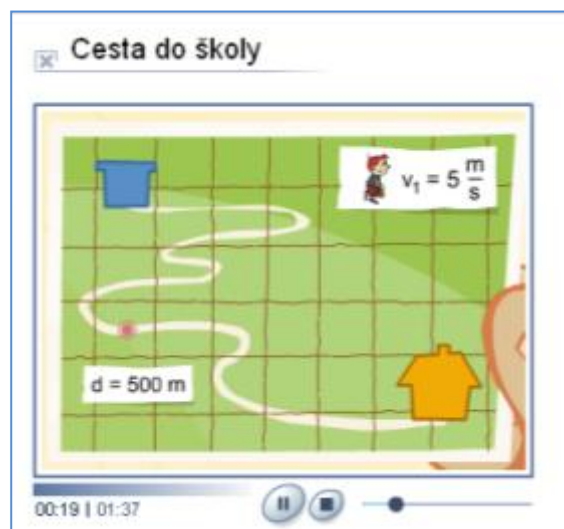 Cesta do školy
v₁ = 5 m/s
d = 500 m
00:19 | 01:37